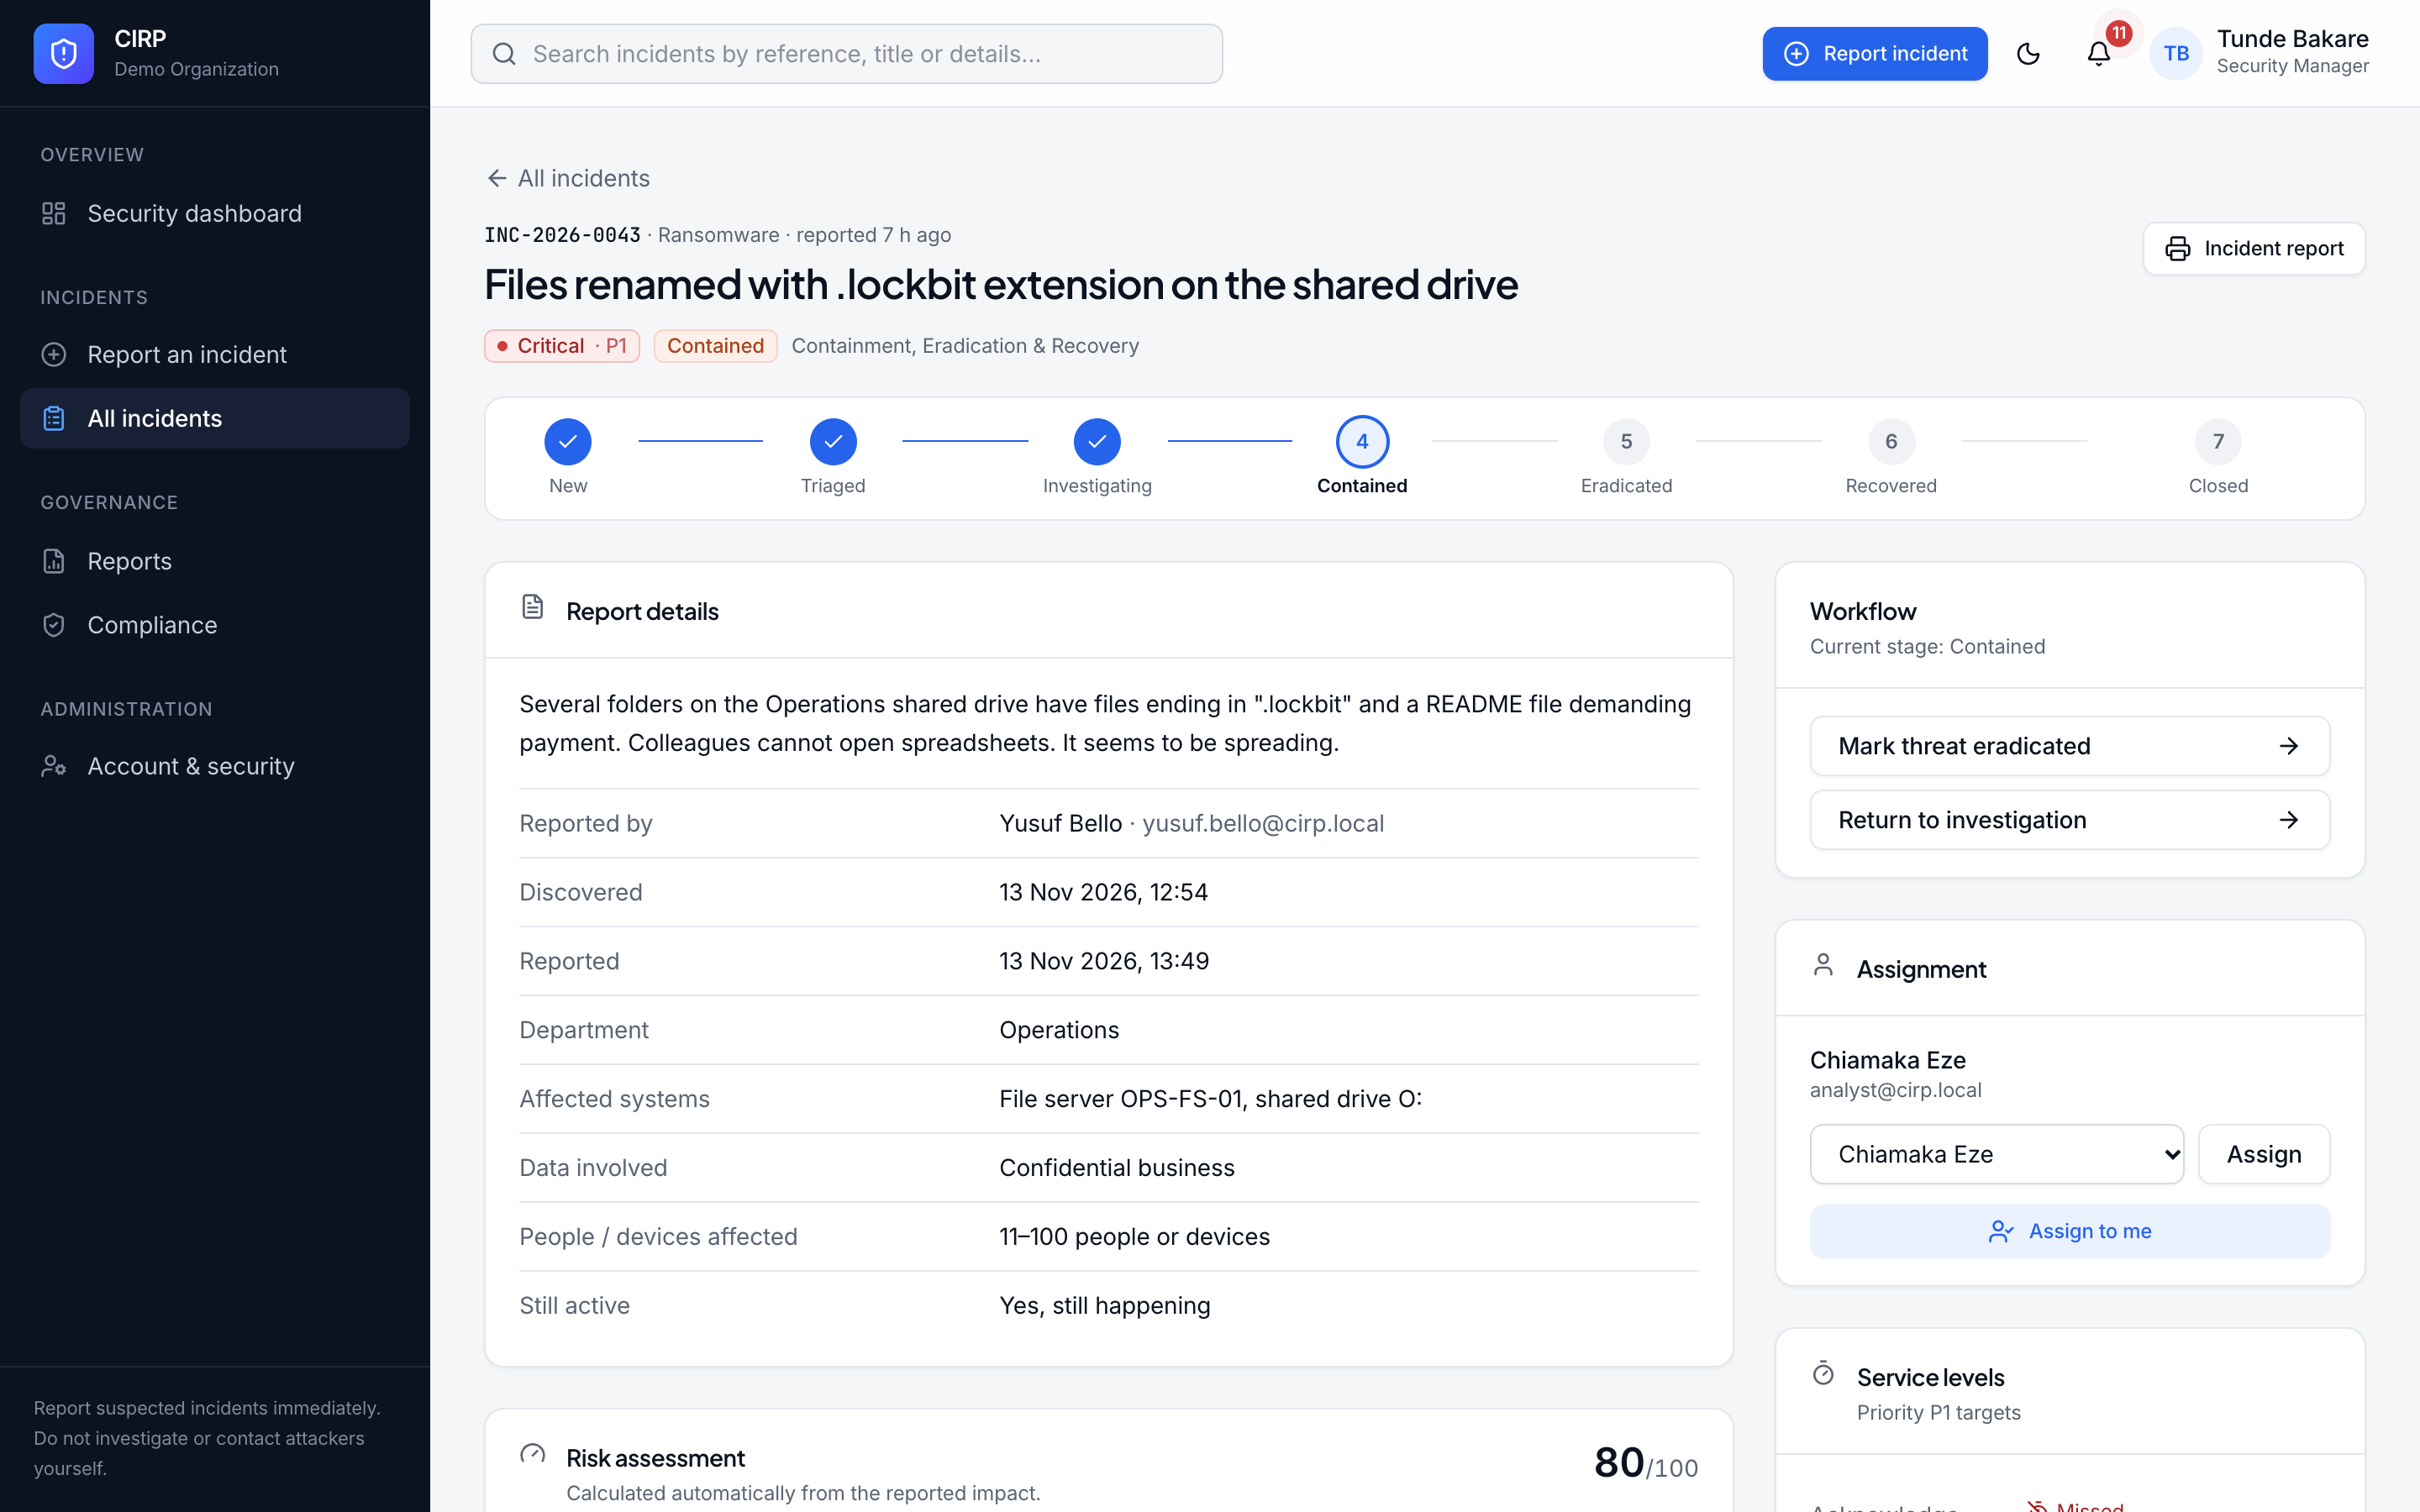 CIRP
Demo Organization
OVERVIEW
Security dashboard
INCIDENTS
Report an incident
All incidents
GOVERNANCE
Reports
Compliance
ADMINISTRATION
Account & security
Report suspected incidents immediately.
Do not investigate or contact attackers
yourself.
Search incidents by reference, title or details...
Report incident
11
TB
Tunde Bakare
Security Manager
All incidents
INC-2026-0043 · Ransomware · reported 7 h ago
Incident report
Files renamed with .lockbit extension on the shared drive
Critical · P1
Contained
Containment, Eradication & Recovery
4
5
6
7
New
Triaged
Investigating
Contained
Eradicated
Recovered
Closed
Report details
Several folders on the Operations shared drive have files ending in ".lockbit" and a README file demanding
payment. Colleagues cannot open spreadsheets. It seems to be spreading.
Reported by
Yusuf Bello · yusuf.bello@cirp.local
Discovered
13 Nov 2026, 12:54
Reported
13 Nov 2026, 13:49
Department
Operations
Affected systems
File server OPS-FS-01, shared drive O:
Data involved
Confidential business
People / devices affected
11–100 people or devices
Still active
Yes, still happening
Risk assessment
Calculated automatically from the reported impact.
80/100
Workflow
Current stage: Contained
Mark threat eradicated
Return to investigation
Assignment
Chiamaka Eze
analyst@cirp.local
Chiamaka Eze
Assign
Assign to me
Service levels
Priority P1 targets
Acknowledge
Missed